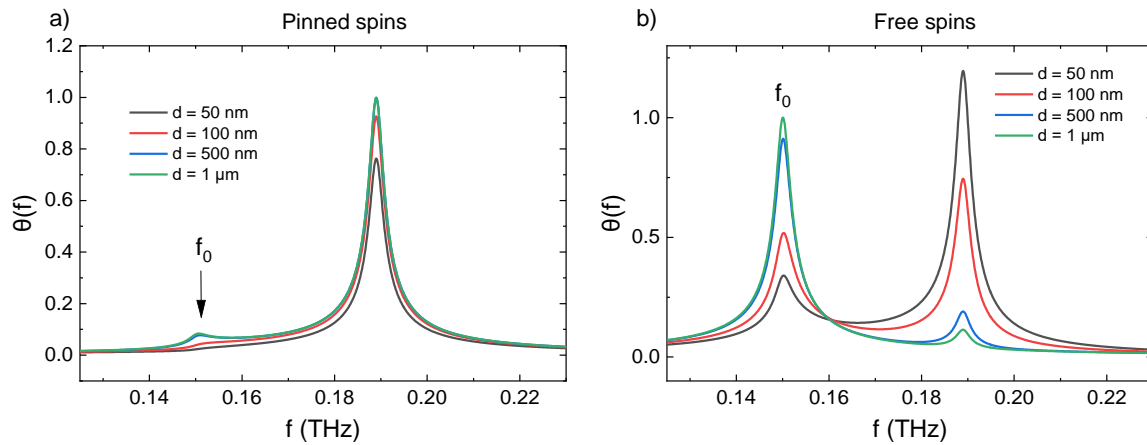 a)
Pinned spins
θ(f)
1.2
1.0
0.8
0.6
0.4
0.2
0.0
d = 50 nm
d = 100 nm
d = 500 nm
d = 1 μm
f₀
0.14 0.16 0.18 0.20 0.22
f (THz)
b)
Free spins
θ(f)
1.0
0.5
0.0
f₀
d = 50 nm
d = 100 nm
d = 500 nm
d = 1 μm
0.14 0.16 0.18 0.20 0.22
f (THz)